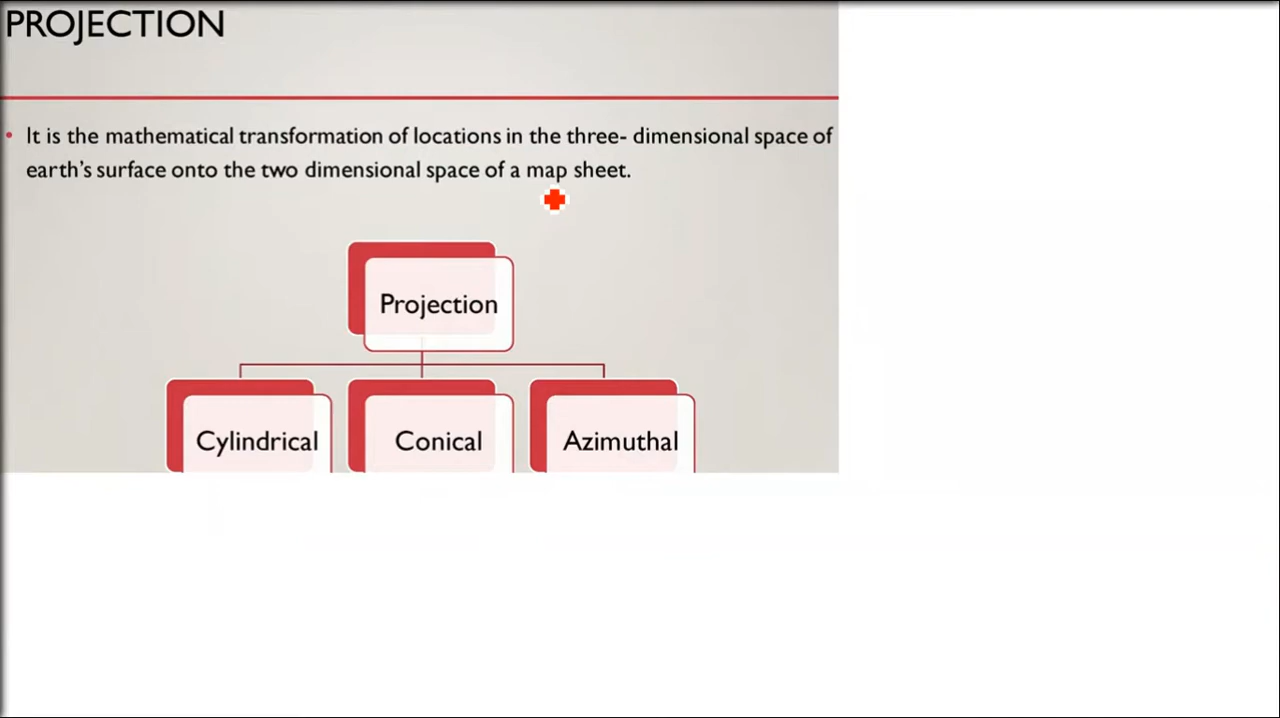 PROJECTION
• It is the mathematical transformation of locations in the three- dimensional space of
earth's surface onto the two dimensional space of a map sheet.
Projection
Cylindrical
Conical
Azimuthal